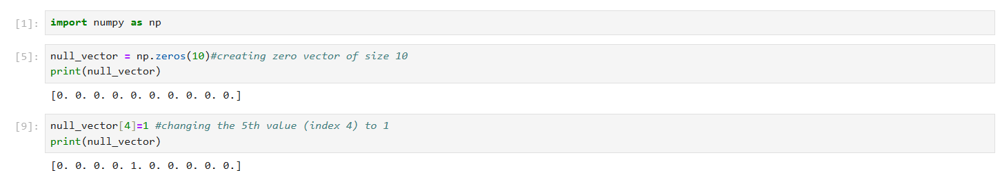 [1]: import numpy as np
[5]: null_vector = np.zeros(10)#creating zero vector of size 10
print(null_vector)
[0. 0. 0. 0. 0. 0. 0. 0. 0. 0.]
[9]: null_vector[4]=1 #changing the 5th value (index 4) to 1
print(null_vector)
[0. 0. 0. 0. 1. 0. 0. 0. 0. 0.]